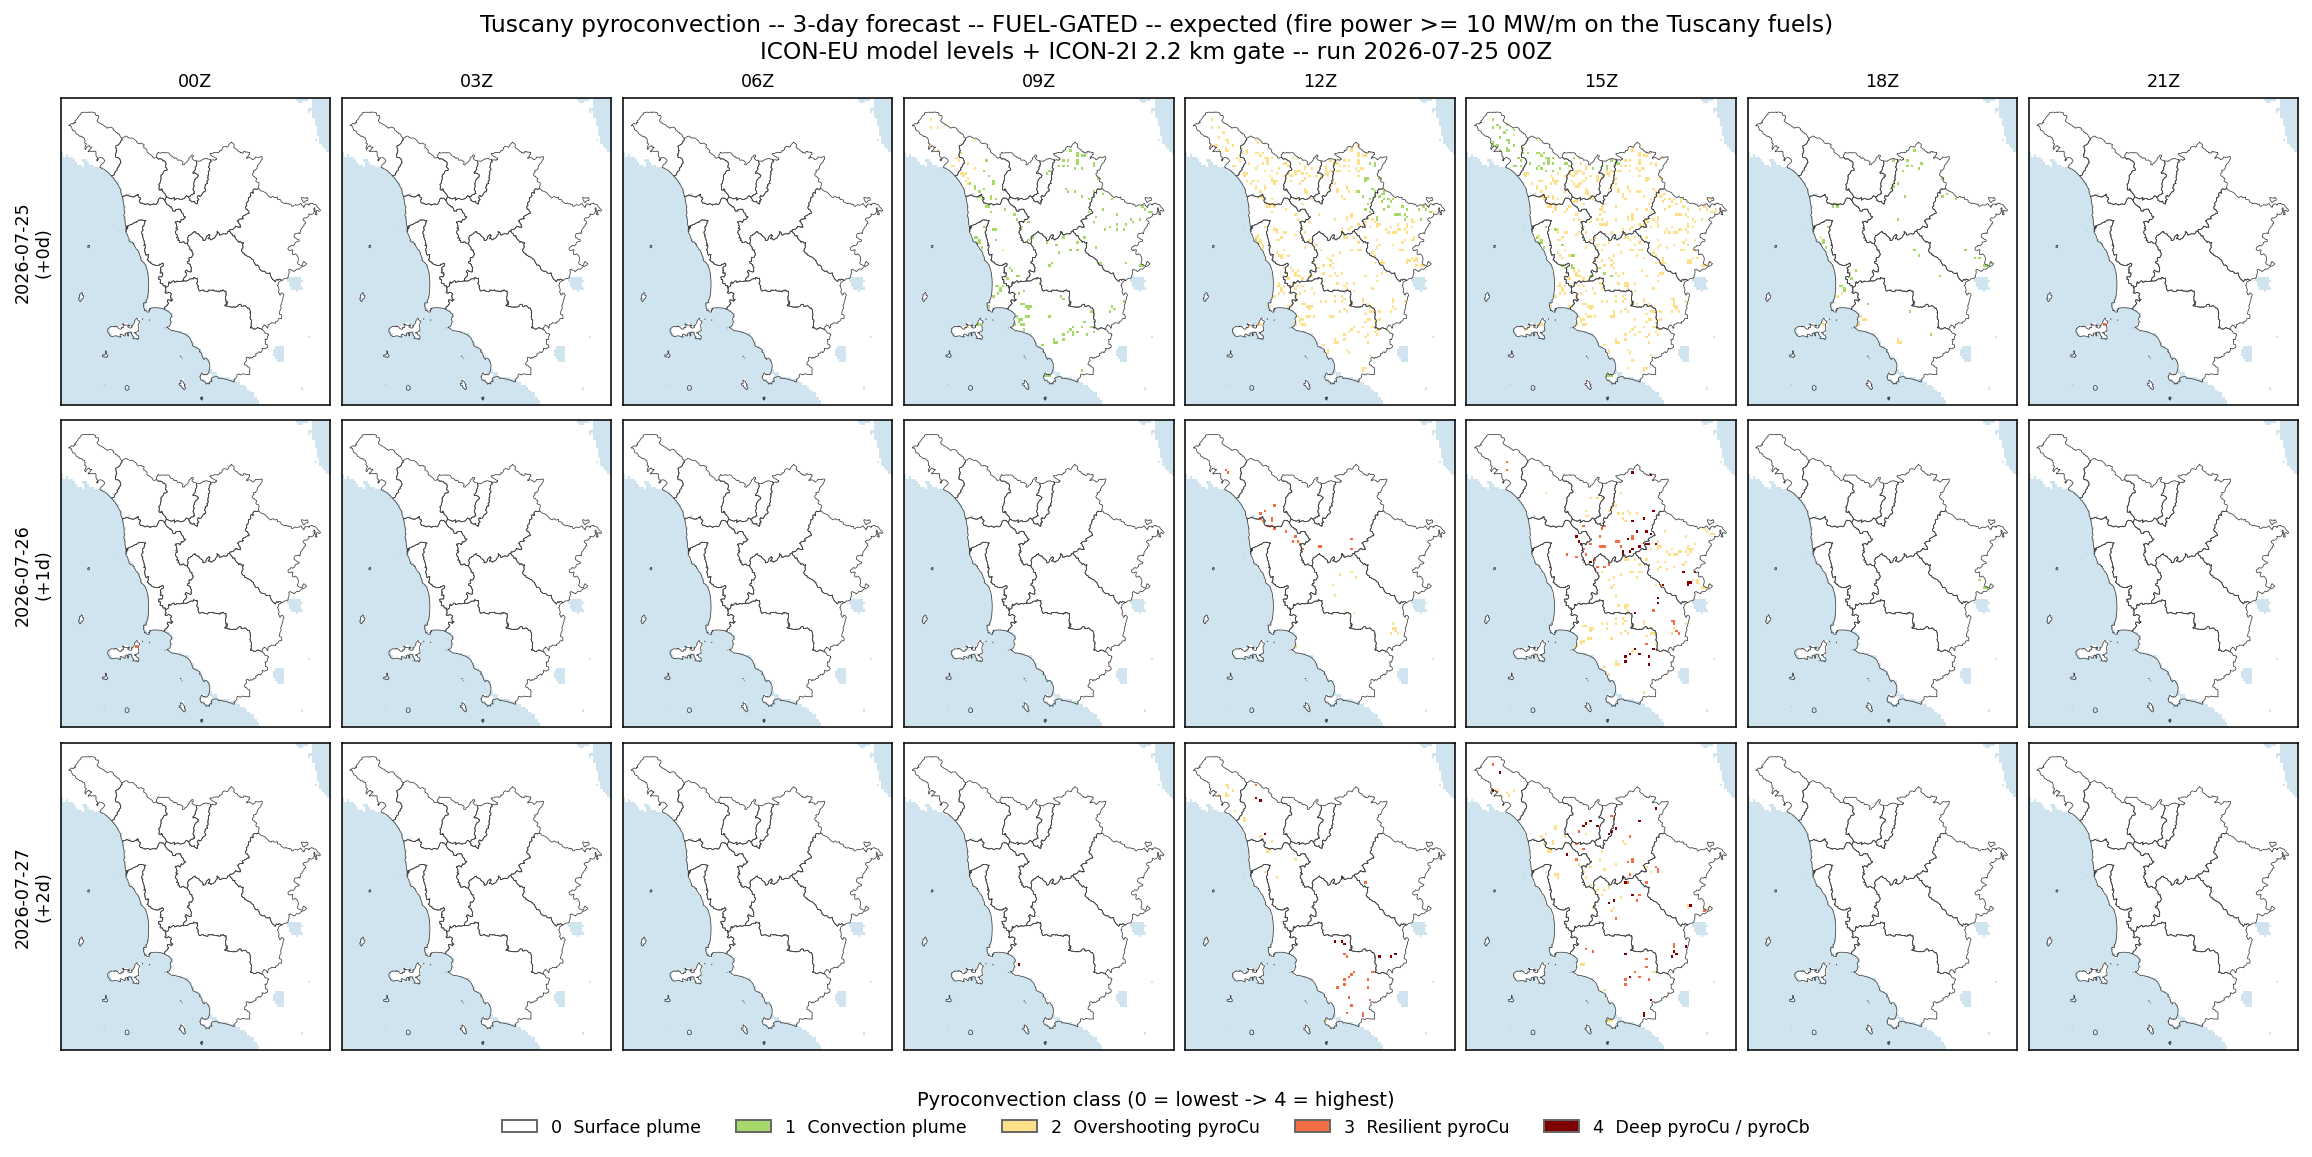 Tuscany pyroconvection -- 3-day forecast -- FUEL-GATED -- expected (fire power >= 10 MW/m on the Tuscany fuels)
ICON-EU model levels + ICON-2I 2.2 km gate -- run 2026-07-25 00Z
00Z 03Z 06Z 09Z 12Z 15Z 18Z 21Z
2026-07-25
(+0d)
2026-07-26
(+1d)
2026-07-27
(+2d)
Pyroconvection class (0 = lowest -> 4 = highest)
0 Surface plume 1 Convection plume 2 Overshooting pyroCu 3 Resilient pyroCu 4 Deep pyroCu / pyroCb